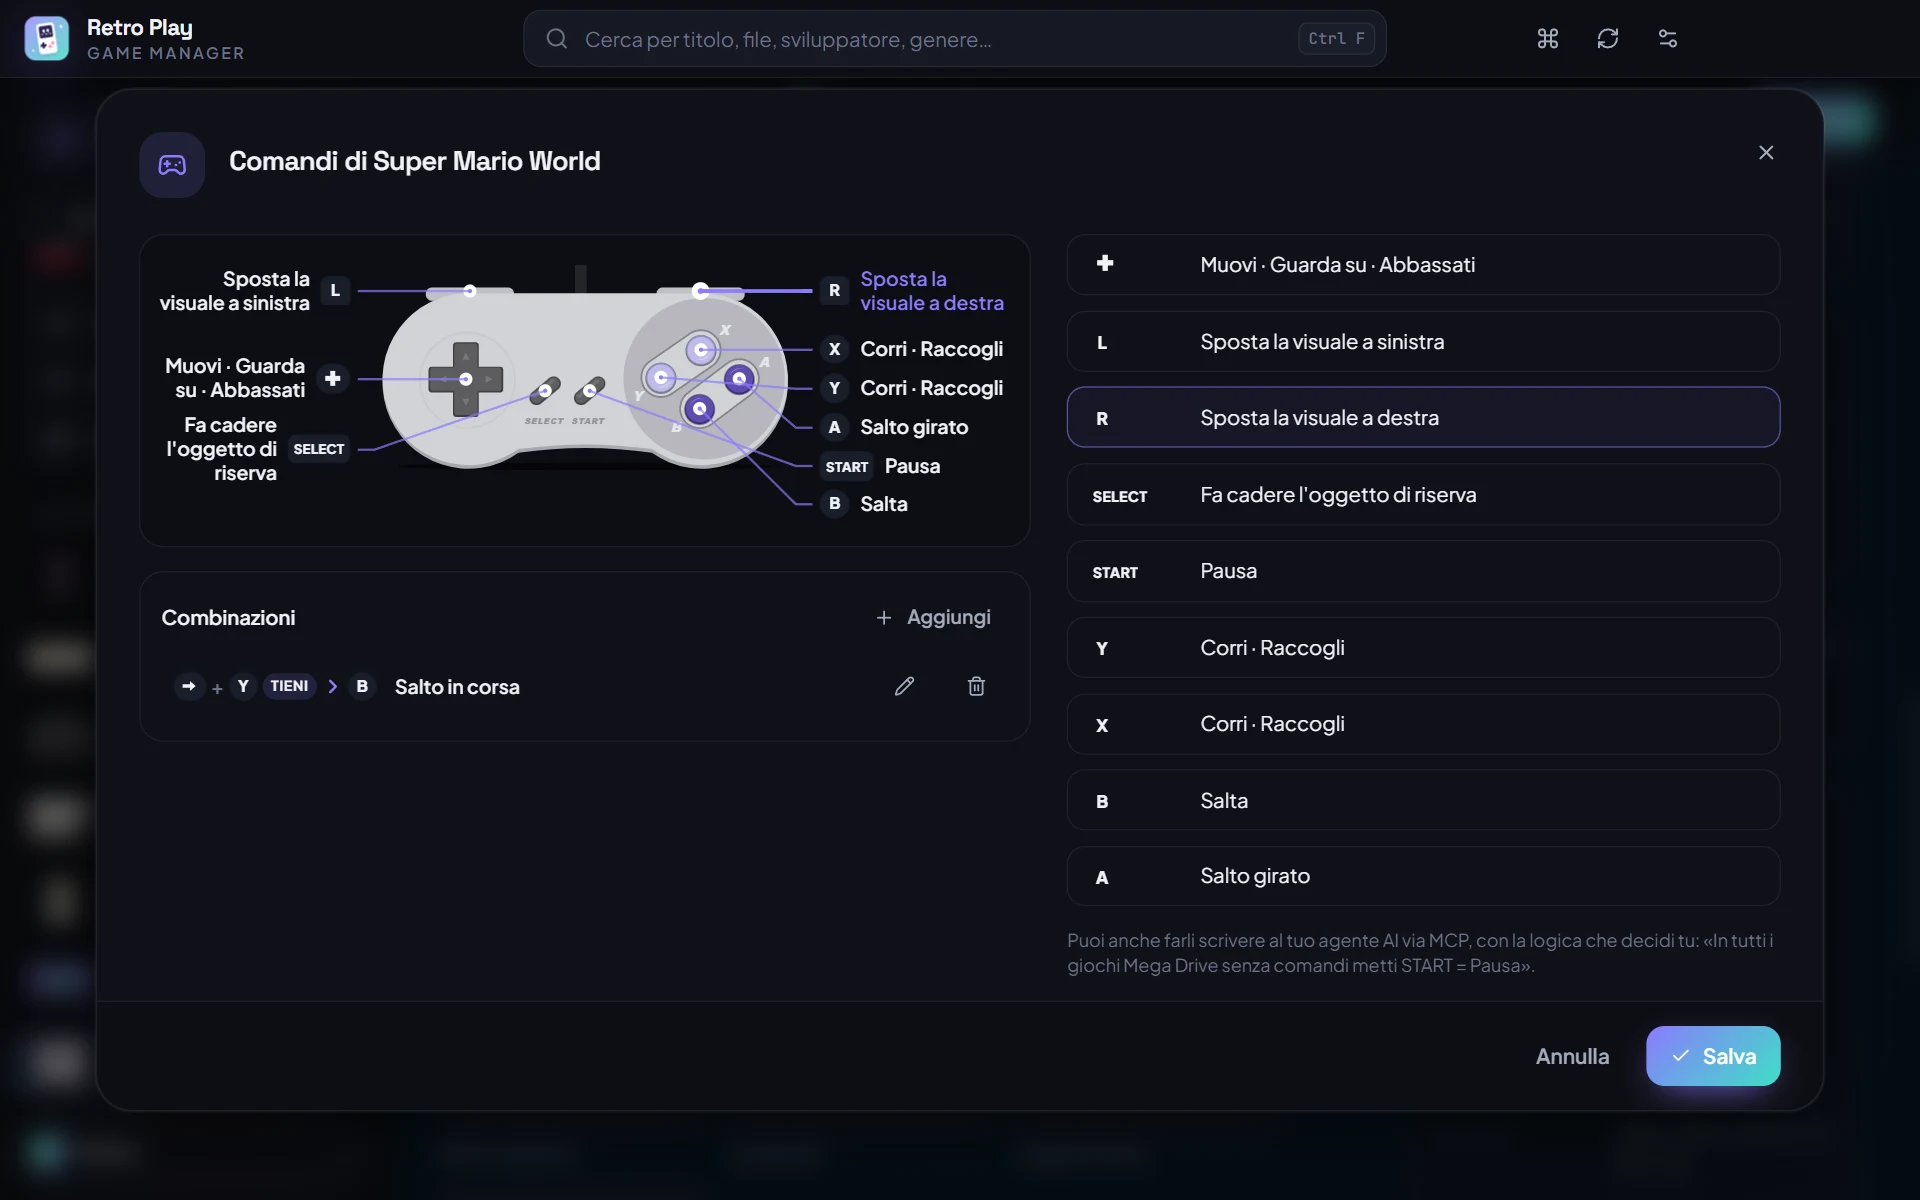 Retro Play
GAME MANAGER
Cerca per titolo, file, sviluppatore, genere...
Ctrl F
Comandi di Super Mario World
Sposta la
visuale a sinistra
L
Muovi · Guarda
su · Abbassati
Fa cadere
l'oggetto di
riserva
SELECT
X
A
Y
B
SELECT START
R
Sposta la
visuale a destra
X Corri · Raccogli
Y Corri · Raccogli
A Salto girato
START Pausa
B Salta
Combinazioni
Aggiungi
+ Y TIENI > B Salto in corsa
Muovi · Guarda su · Abbassati
L Sposta la visuale a sinistra
R Sposta la visuale a destra
SELECT Fa cadere l'oggetto di riserva
START Pausa
Y Corri · Raccogli
X Corri · Raccogli
B Salta
A Salto girato
Puoi anche farli scrivere al tuo agente AI via MCP, con la logica che decidi tu: «In tutti i
giochi Mega Drive senza comandi metti START = Pausa».
Annulla
Salva